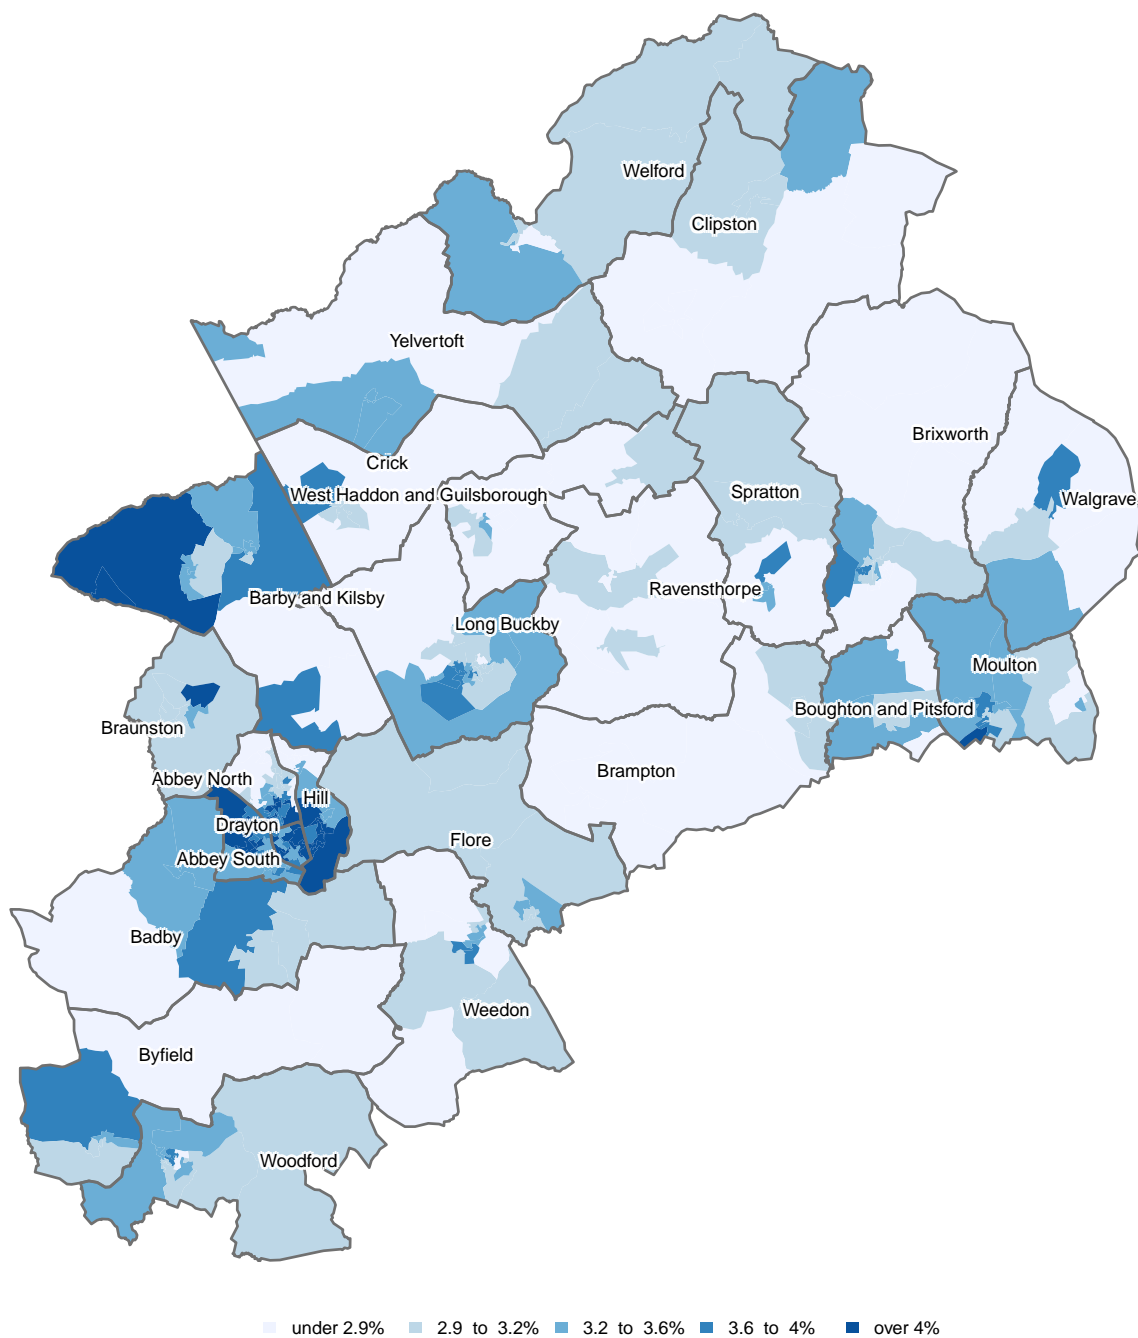 Welford
Clipston
Yelvertoft
Brixworth
Crick
West Haddon and Guilsborough
Spratton
Walgrave
Ravensthorpe
Barby and Kilsby
Long Buckby
Moulton
Boughton and Pitsford
Braunston
Brampton
Abbey North
Hill
Drayton
Flore
Abbey South
Badby
Weedon
Byfield
Woodford
under 2.9% 2.9 to 3.2% 3.2 to 3.6% 3.6 to 4% over 4%